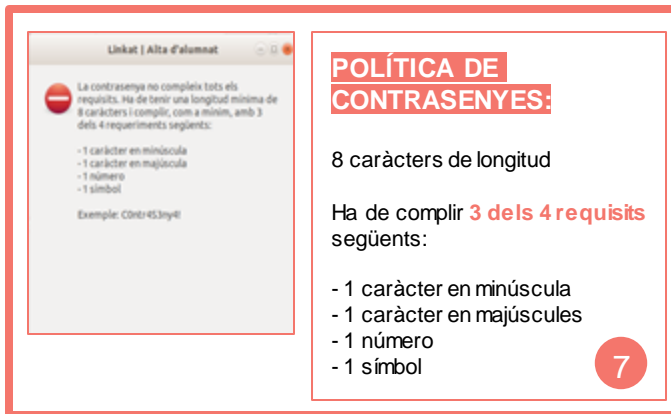 Linkat | Alta d'alumnat
La contrasenya no compleix tots els
requisits. Ha de tenir una longitud mínima de
8 caràcters i complir, com a mínim, amb 3
dels 4 requeriments següents:
- 1 caràcter en minúscula
- 1 caràcter en majúscula
- 1 número
- 1 símbol
Exemple: C0ntr4S3ny4!
POLÍTICA DE
CONTRASENYES:
8 caràcters de longitud
Ha de complir 3 dels 4 requisits
següents:
- 1 caràcter en minúscula
- 1 caràcter en majúscules
- 1 número
- 1 símbol
7